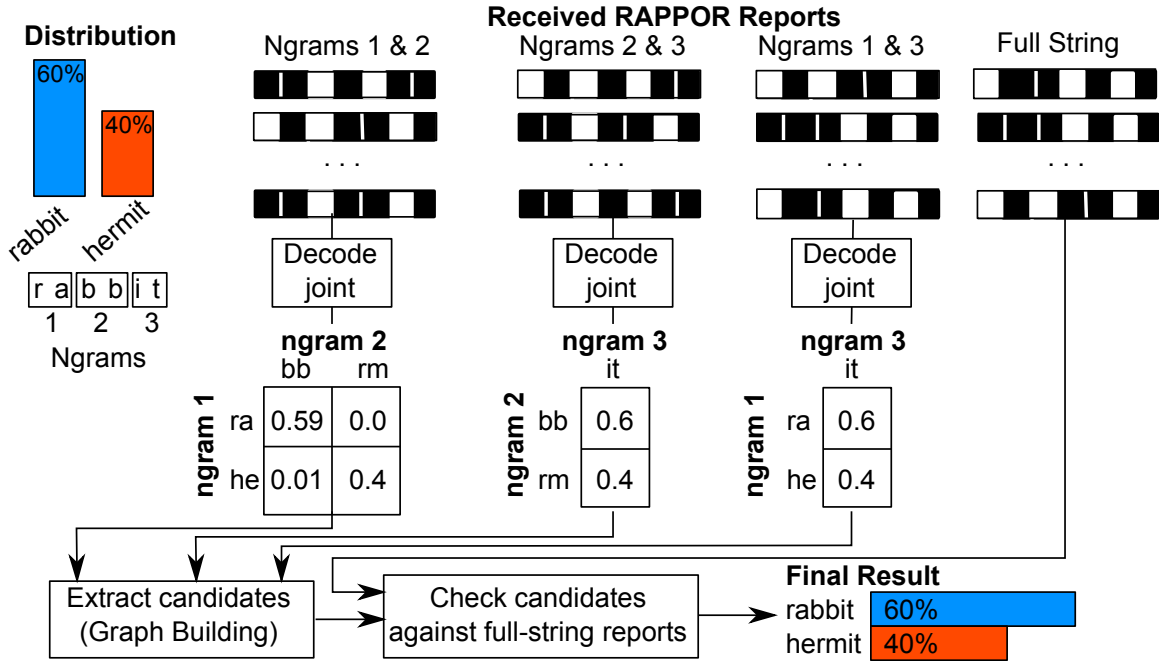 Received RAPPOR Reports
Distribution
Ngrams 1 & 2
Ngrams 2 & 3
Ngrams 1 & 3
Full String
60%
40%
rabbit
hermit
. . .
. . .
. . .
. . .
r a b b i t
1 2 3
Ngrams
Decode
joint
Decode
joint
Decode
joint
ngram 2
bb rm
ngram 1
ra 0.59 0.0
he 0.01 0.4
ngram 3
it
ngram 2
bb 0.6
rm 0.4
ngram 3
it
ngram 1
ra 0.6
he 0.4
Extract candidates
(Graph Building)
Check candidates
against full-string reports
Final Result
rabbit 60%
hermit 40%